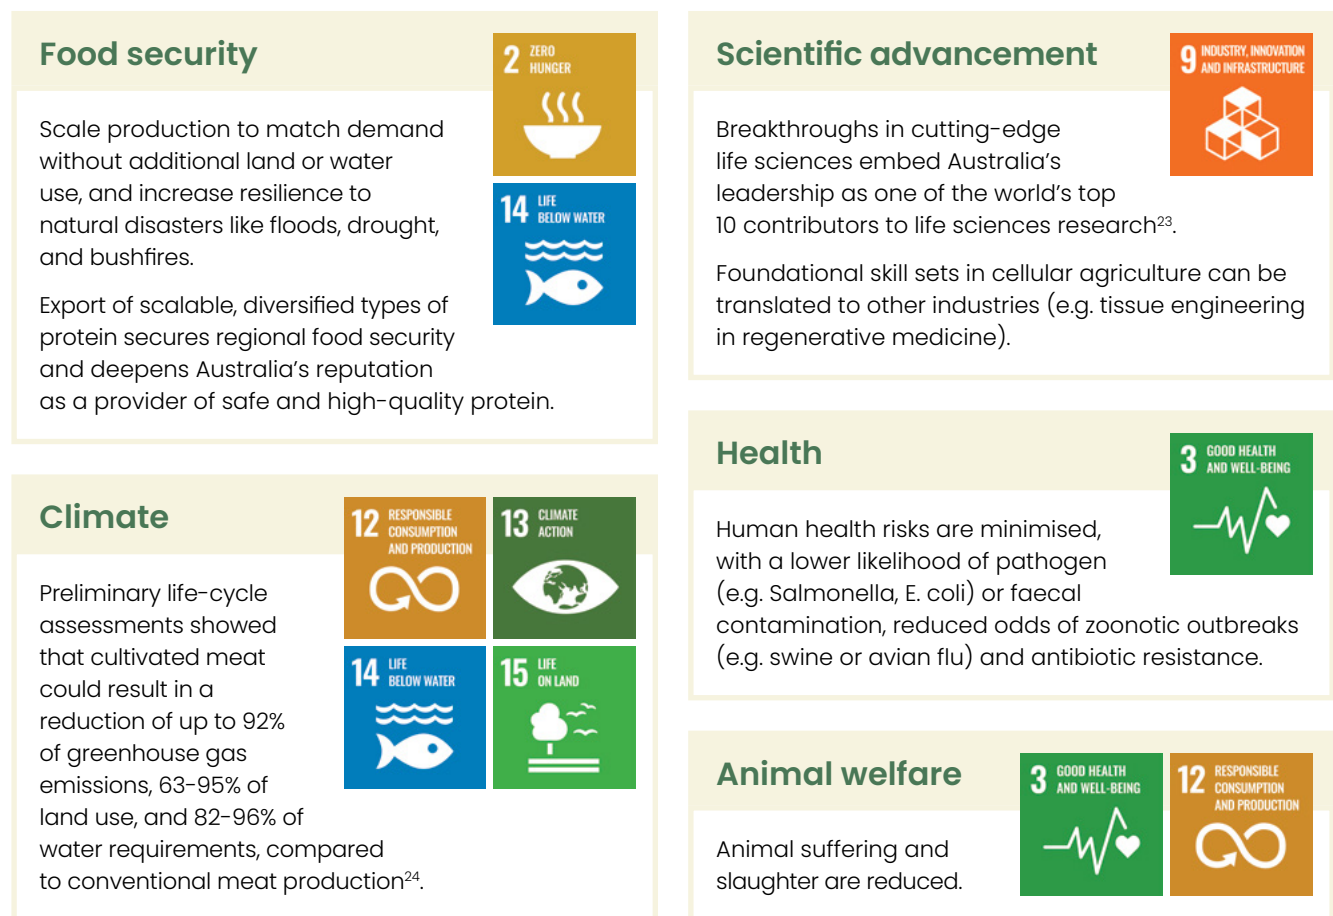 Food security
2 ZERO
HUNGER
Scale production to match demand
without additional land or water
use, and increase resilience to
natural disasters like floods, drought,
and bushfires.
14 LIFE
BELOW WATER
Export of scalable, diversified types of
protein secures regional food security
and deepens Australia's reputation
as a provider of safe and high-quality protein.
Climate
12 RESPONSIBLE
CONSUMPTION
AND PRODUCTION
13 CLIMATE
ACTION
14 LIFE
BELOW WATER
15 LIFE
ON LAND
Preliminary life-cycle
assessments showed
that cultivated meat
could result in a
reduction of up to 92%
of greenhouse gas
emissions, 63-95% of
land use, and 82-96% of
water requirements, compared
to conventional meat production24.
Scientific advancement
9 INDUSTRY, INNOVATION
AND INFRASTRUCTURE
Breakthroughs in cutting-edge
life sciences embed Australia's
leadership as one of the world's top
10 contributors to life sciences research23.
Foundational skill sets in cellular agriculture can be
translated to other industries (e.g. tissue engineering
in regenerative medicine).
Health
3 GOOD HEALTH
AND WELL-BEING
Human health risks are minimised,
with a lower likelihood of pathogen
(e.g. Salmonella, E. coli) or faecal
contamination, reduced odds of zoonotic outbreaks
(e.g. swine or avian flu) and antibiotic resistance.
Animal welfare
3 GOOD HEALTH
AND WELL-BEING
12 RESPONSIBLE
CONSUMPTION
AND PRODUCTION
Animal suffering and
slaughter are reduced.